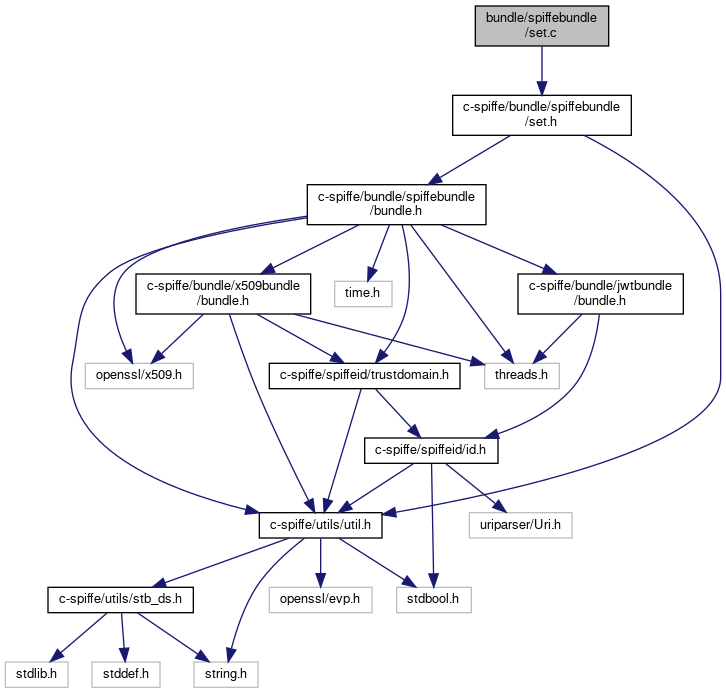 bundle/spiffebundle
/set.c
c-spiffe/bundle/spiffebundle
/set.h
c-spiffe/bundle/spiffebundle
/bundle.h
c-spiffe/bundle/x509bundle
/bundle.h
time.h
c-spiffe/bundle/jwtbundle
/bundle.h
openssl/x509.h
c-spiffe/spiffeid/trustdomain.h
threads.h
c-spiffe/spiffeid/id.h
c-spiffe/utils/util.h
uriparser/Uri.h
c-spiffe/utils/stb_ds.h
openssl/evp.h
stdbool.h
stdlib.h
stddef.h
string.h